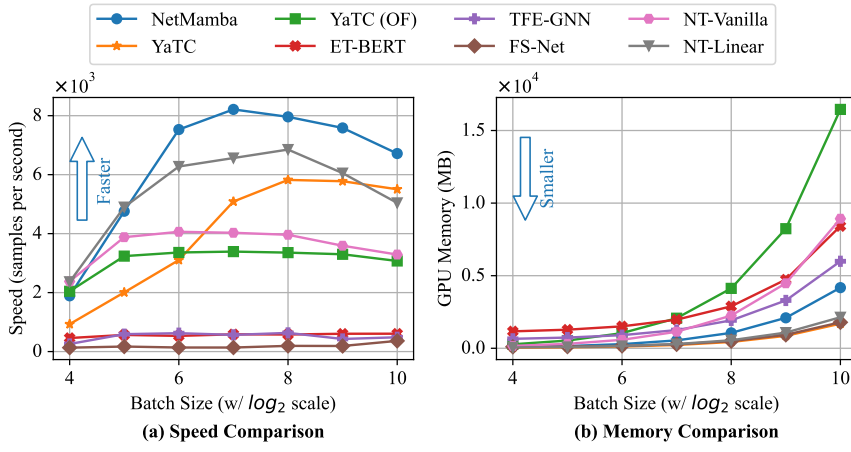 NetMamba YaTC (OF) TFE-GNN NT-Vanilla
YaTC ET-BERT FS-Net NT-Linear
×10³ ×10⁴
8
6
4
2
0
Speed (samples per second)
Faster
4 6 8 10
Batch Size (w/ log₂ scale)
(a) Speed Comparison
1.5
1.0
0.5
0.0
GPU Memory (MB)
Smaller
4 6 8 10
Batch Size (w/ log₂ scale)
(b) Memory Comparison